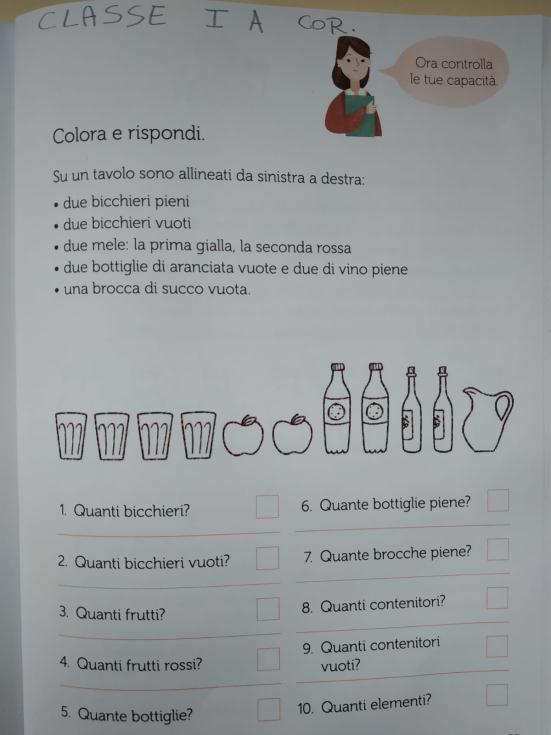 CLASSE I A COR.
Ora controlla
le tue capacità.
Colora e rispondi.
Su un tavolo sono allineati da sinistra a destra:
• due bicchieri pieni
• due bicchieri vuoti
• due mele: la prima gialla, la seconda rossa
• due bottiglie di aranciata vuote e due di vino piene
• una brocca di succo vuota.
1. Quanti bicchieri?
2. Quanti bicchieri vuoti?
3. Quanti frutti?
4. Quanti frutti rossi?
5. Quante bottiglie?
6. Quante bottiglie piene?
7. Quante brocche piene?
8. Quanti contenitori?
9. Quanti contenitori
vuoti?
10. Quanti elementi?